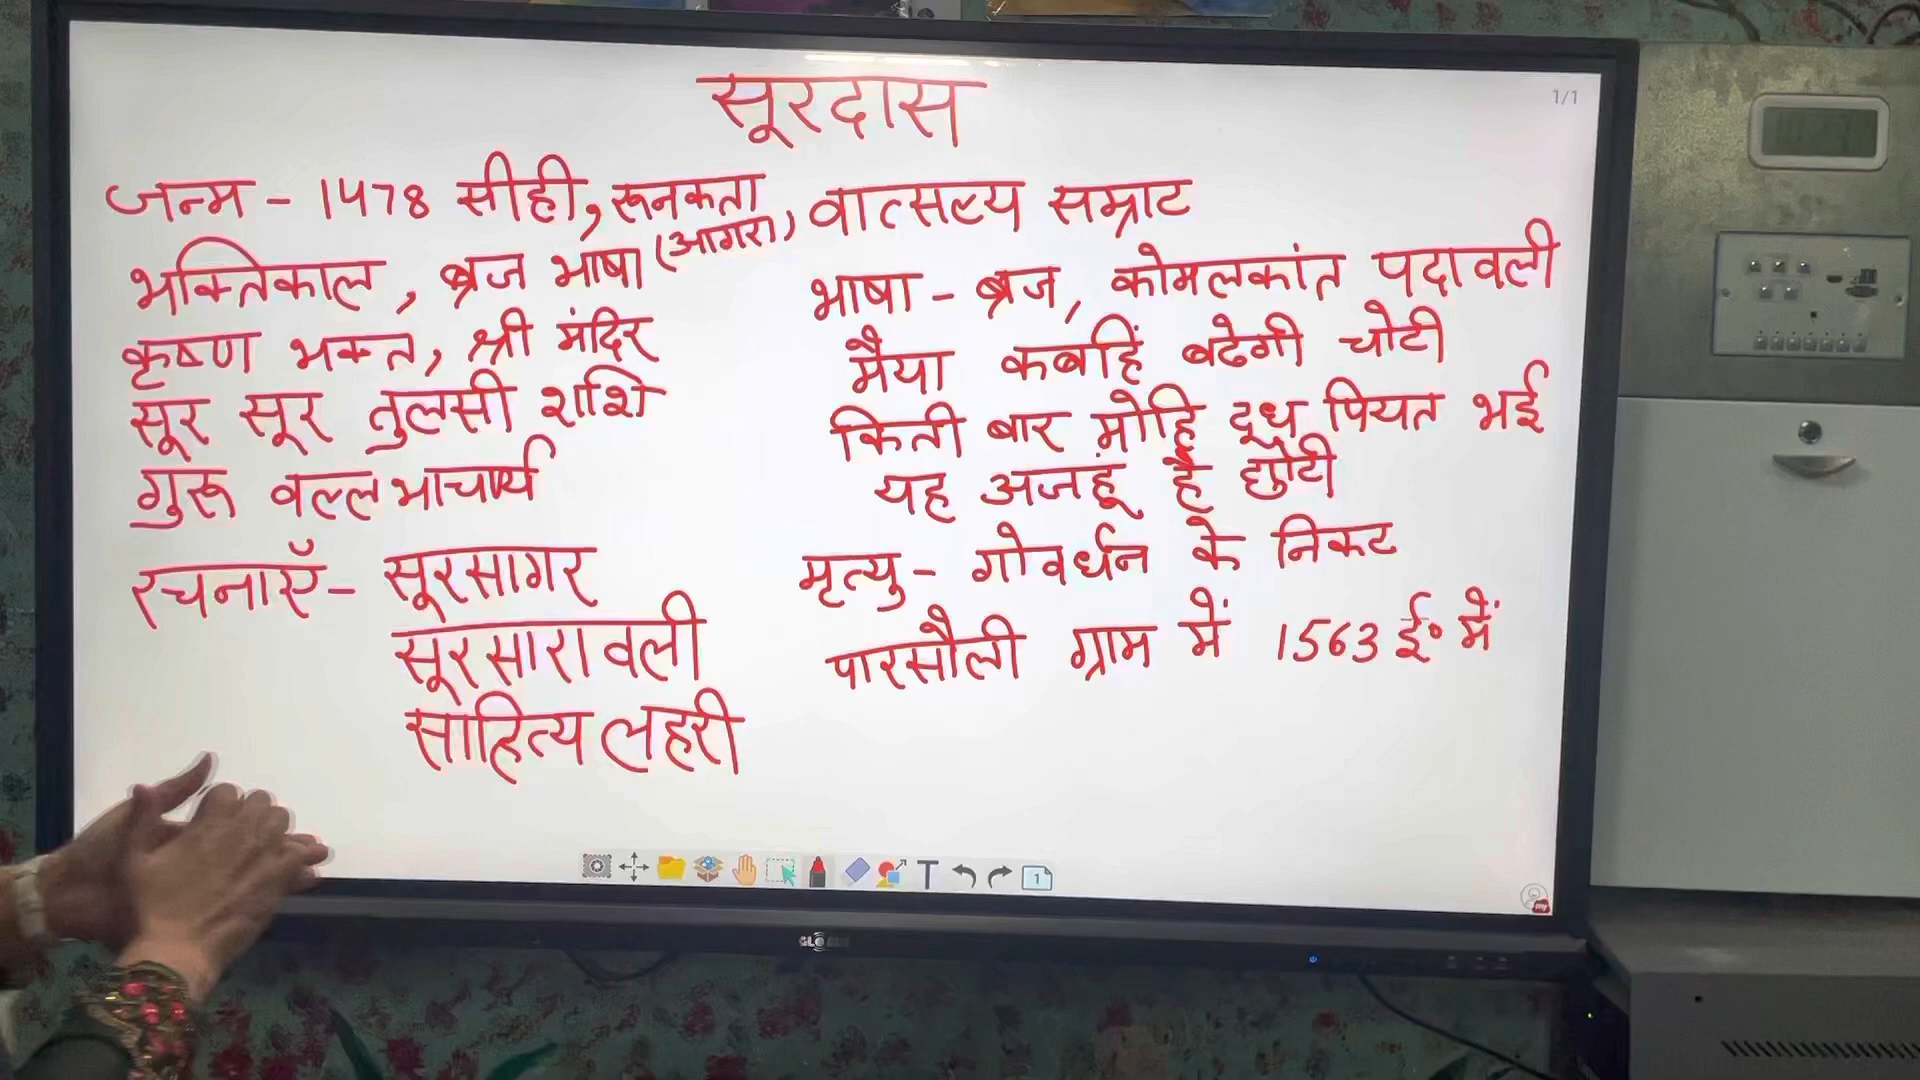 सूरदास
1/1
जन्म - 1478 सीही, रूनकता
(आगरा),
भक्तिकाल, ब्रज भाषा
कृष्ण भक्त, श्री मंदिर
सूर सूर तुलसी शशि
गुरू वल्लभाचार्य
रचनाएँ - सूरसागर
सूरसारावली
साहित्य लहरी
वात्सल्य सम्राट
भाषा - ब्रज, कोमलकांत पदावली
मैया कबहिं बढेगी चोटी
किती बार मोहि दूध पियत भई
यह अजहूं है छोटी
मृत्यु - गोवर्धन के निकट
पारसौली ग्राम में 1563 ई॰ में
T
1